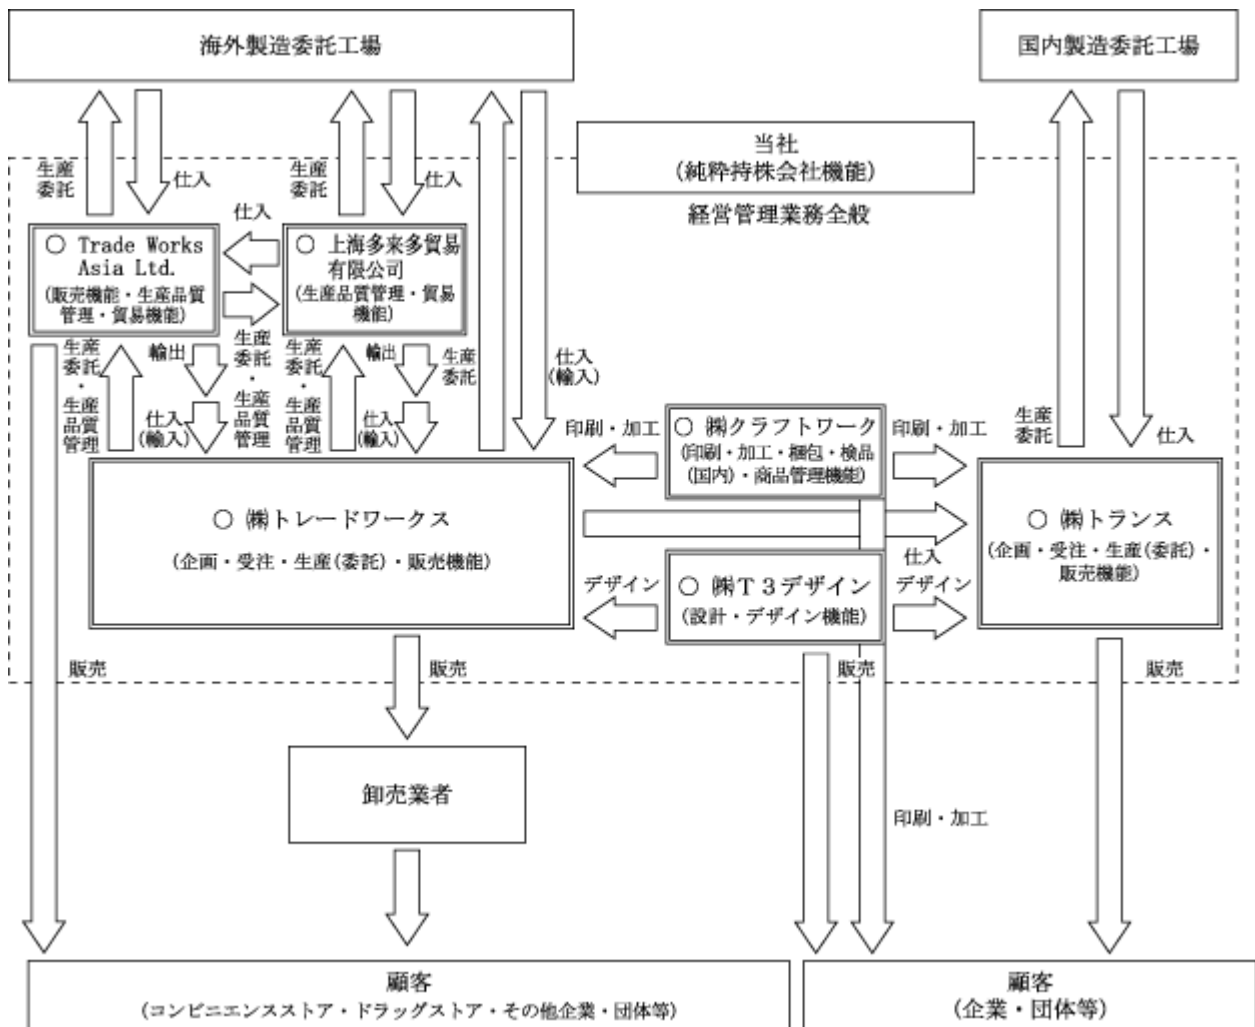 海外製造委託工場
国内製造委託工場
当社
(純粋持株会社機能)
経営管理業務全般
生産
委託
仕入
生産
委託
仕入
仕入
○ Trade Works
Asia Ltd.
(販売機能・生産品質
管理・貿易機能)
○ 上海多来多貿易
有限公司
(生産品質管理・貿易
機能)
生産
委託
・
生産
品質
管理
輸出
仕入
(輸入)
生産
委託
・
生産
品質
管理
生産
委託
・
生産
品質
管理
輸出
仕入
(輸入)
生産
委託
仕入
(輸入)
印刷・加工
○ ㈱クラフトワーク
(印刷・加工・梱包・検品
(国内)・商品管理機能)
印刷・加工
生産
委託
仕入
○ ㈱トレードワークス
(企画・受注・生産(委託)・販売機能)
仕入
○ ㈱トランス
(企画・受注・生産(委託)・
販売機能)
デザイン
○ ㈱T3デザイン
(設計・デザイン機能)
デザイン
販売
販売
販売
販売
卸売業者
印刷・加工
顧客
(コンビニエンスストア・ドラッグストア・その他企業・団体等)
顧客
(企業・団体等)